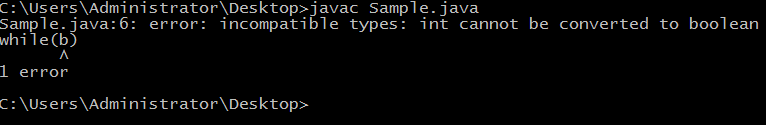 C:\Users\Administrator\Desktop>javac Sample.java
Sample.java:6: error: incompatible types: int cannot be converted to boolean
while(b)
      ^
1 error
C:\Users\Administrator\Desktop>